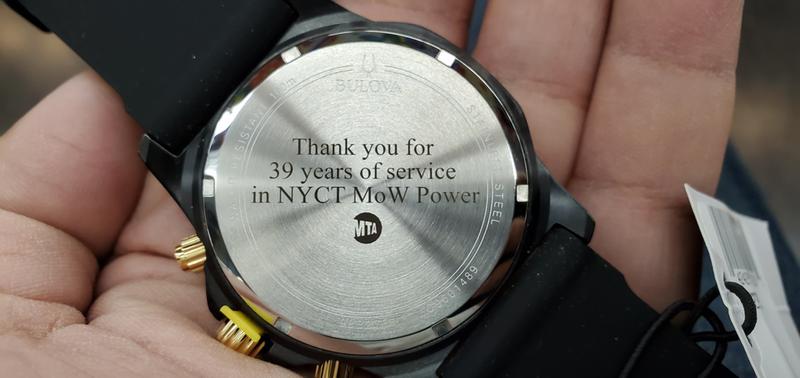 BULOVA
Thank you for
39 years of service
in NYCT MoW Power
MTA
STEEL